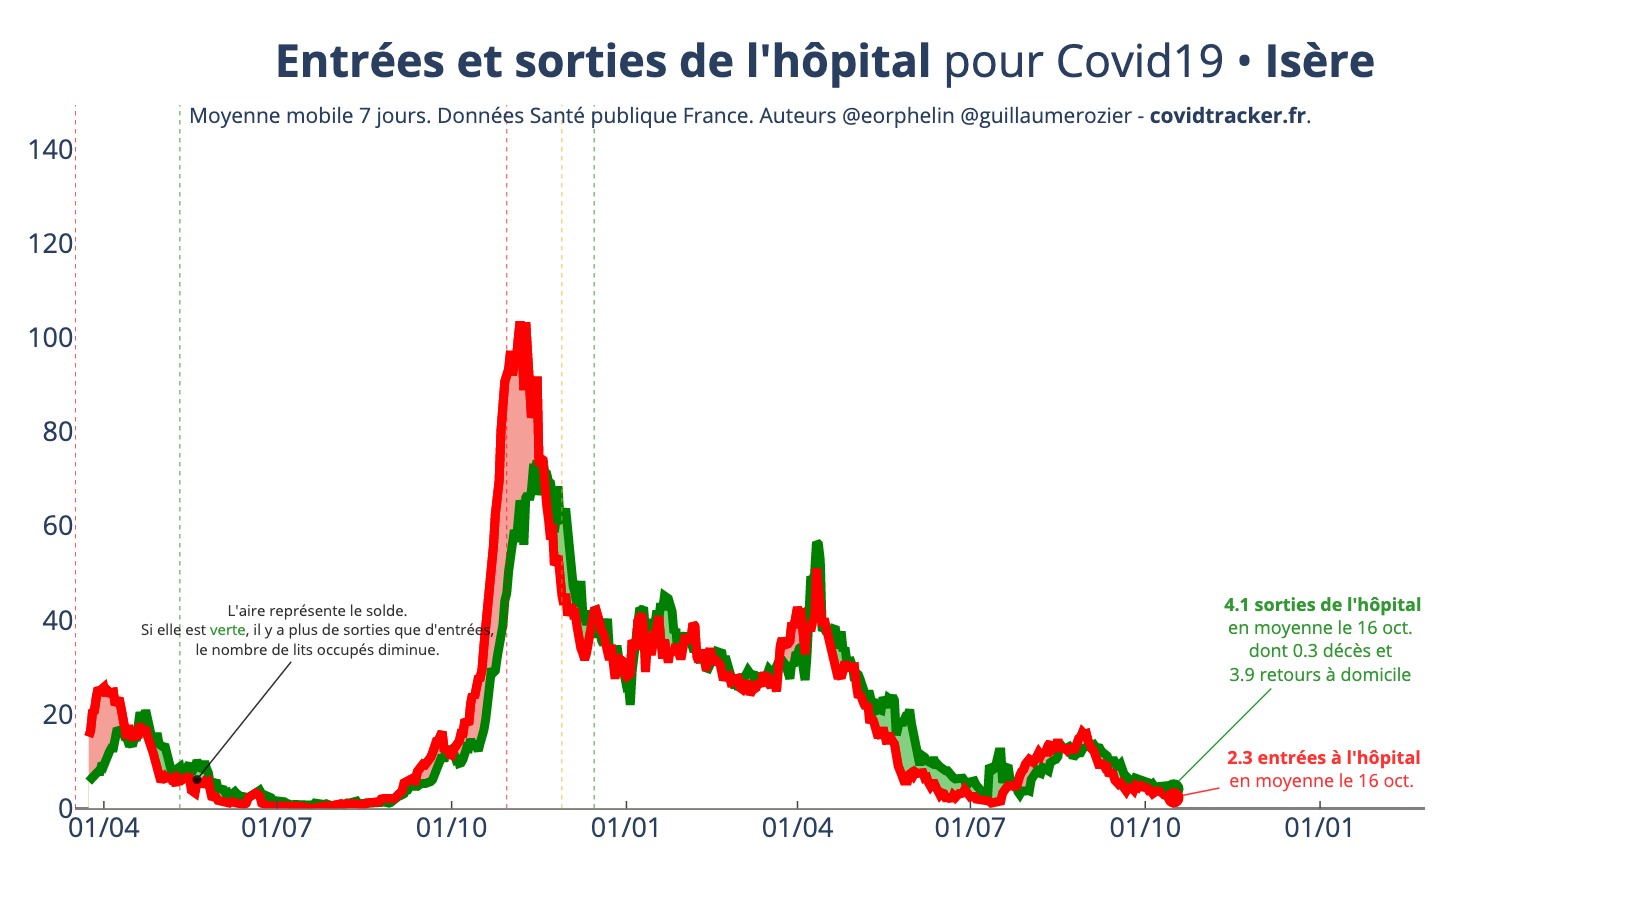 Entrées et sorties de l'hôpital pour Covid19 • Isère
Moyenne mobile 7 jours. Données Santé publique France. Auteurs @eorphelin @guillaumerozier - covidtracker.fr.
140
120
100
80
60
40
20
0
L'aire représente le solde.
Si elle est verte, il y a plus de sorties que d'entrées,
le nombre de lits occupés diminue.
4.1 sorties de l'hôpital
en moyenne le 16 oct.
dont 0.3 décès et
3.9 retours à domicile
2.3 entrées à l'hôpital
en moyenne le 16 oct.
01/04 01/07 01/10 01/01 01/04 01/07 01/10 01/01